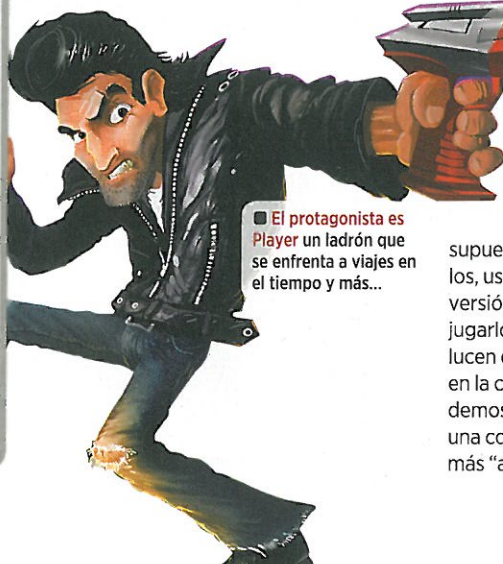 ■ El protagonista es
Player un ladrón que
se enfrenta a viajes en
el tiempo y más...
supue
los, us
versió
jugarlo
lucen
en la c
demos
una co
más “a